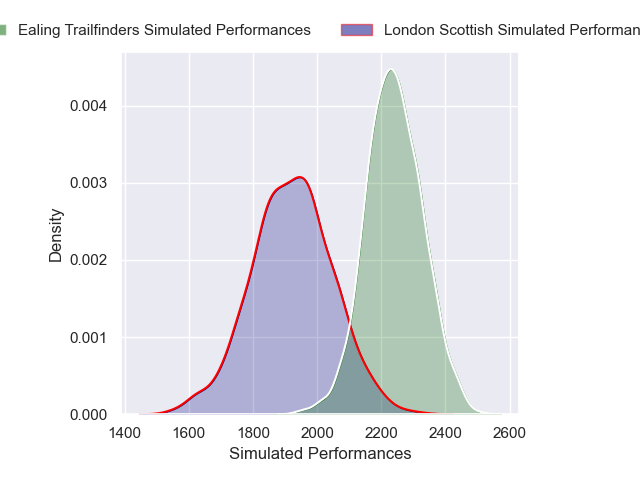 Ealing Trailfinders Simulated Performances London Scottish Simulated Performan
0.004
0.003
0.002
0.001
0.000
Density
1400 1600 1800 2000 2200 2400 2600
Simulated Performances